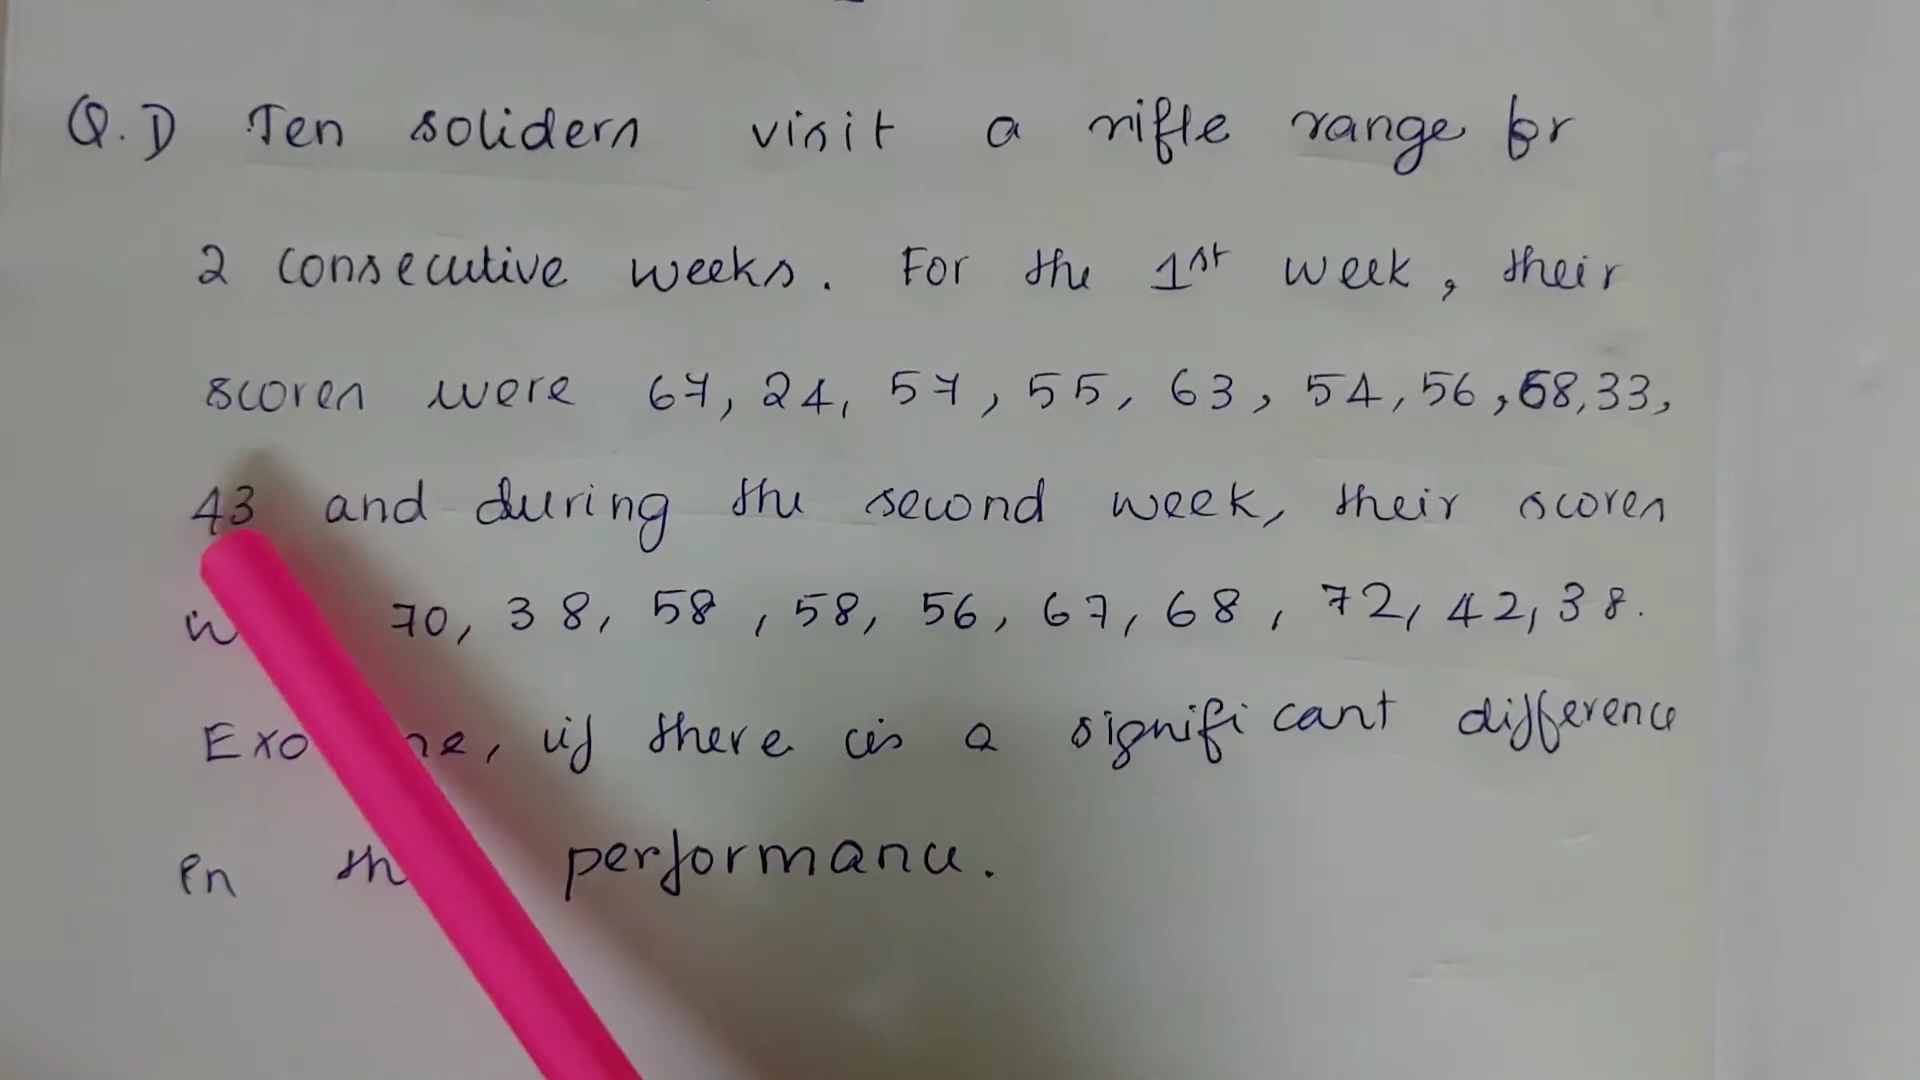 Q.1) Ten soliders visit a rifle range for
2 consecutive weeks. For the 1st week, their
scores were 67, 24, 57, 55, 63, 54, 56, 68, 33,
43 and during the second week, their scores
70, 38, 58, 58, 56, 67, 68, 72, 42, 38.
if there is a significant difference
in performance.